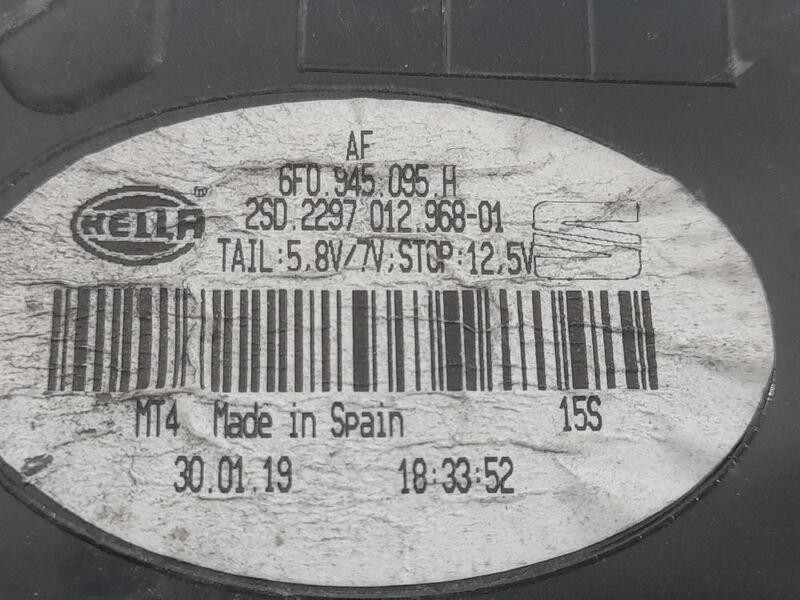 AF
6F0.945.095 H
HELLA
2SD.2297 012.968-01
TAIL:5,8V/7V;STOP:12,5V
MT4 Made in Spain 15S
30.01.19 18:33:52